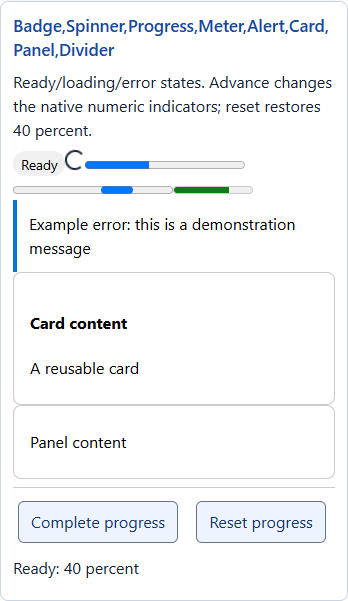 Badge,Spinner,Progress,Meter,Alert,Card,
Panel,Divider
Ready/loading/error states. Advance changes
the native numeric indicators; reset restores
40 percent.
Ready
Example error: this is a demonstration
message
Card content
A reusable card
Panel content
Complete progress
Reset progress
Ready: 40 percent